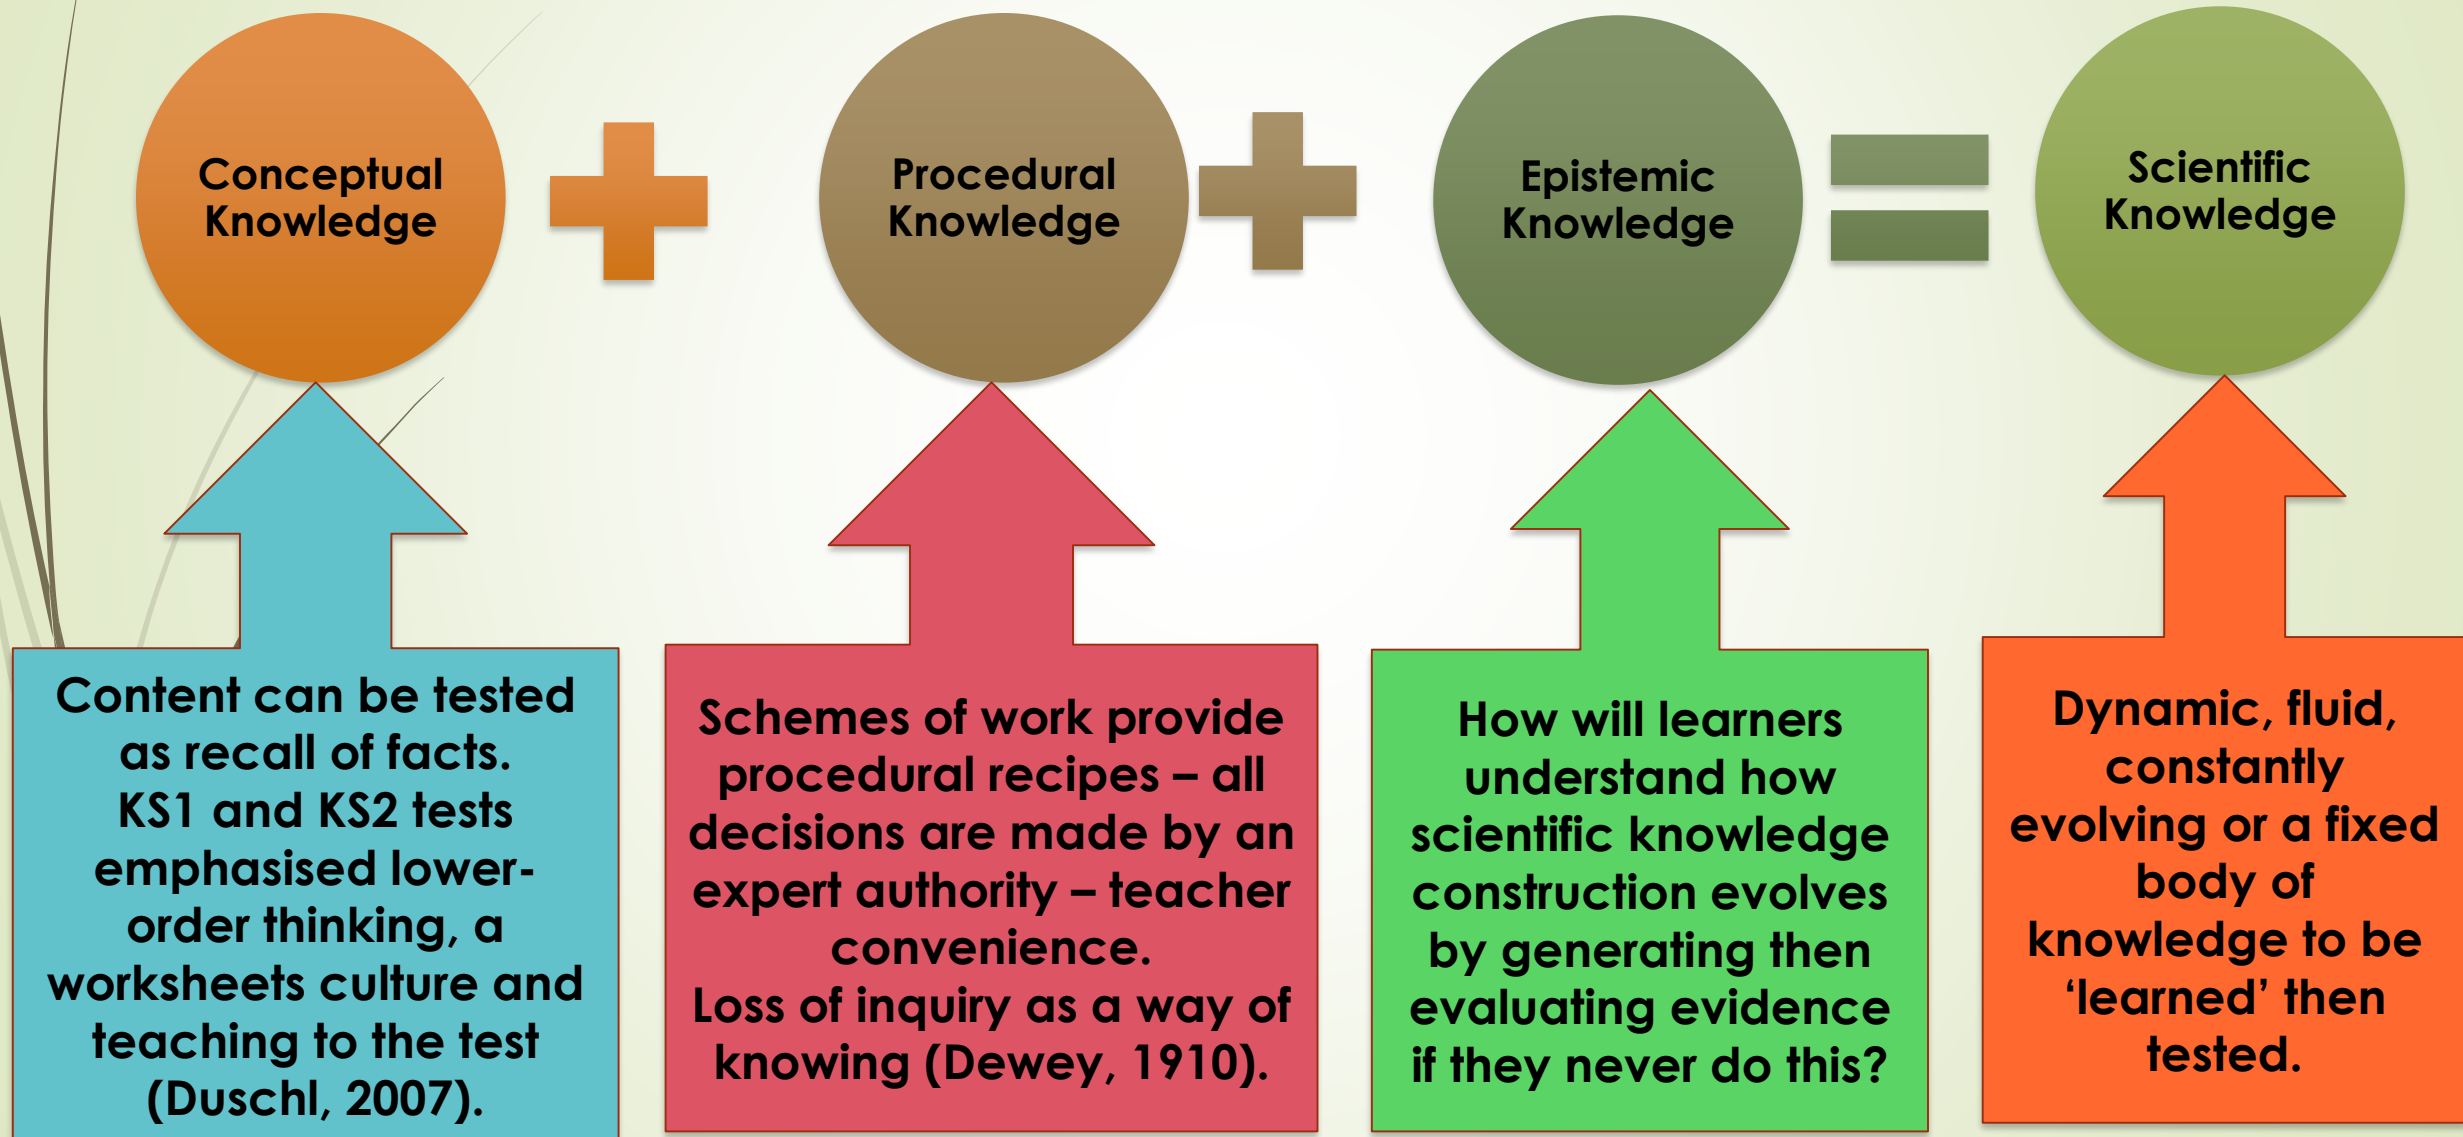 Conceptual
Knowledge
Procedural
Knowledge
Epistemic
Knowledge
Scientific
Knowledge
Content can be tested
as recall of facts.
KS1 and KS2 tests
emphasised lower-
order thinking, a
worksheets culture and
teaching to the test
(Duschl, 2007).
Schemes of work provide
procedural recipes – all
decisions are made by an
expert authority – teacher
convenience.
Loss of inquiry as a way of
knowing (Dewey, 1910).
How will learners
understand how
scientific knowledge
construction evolves
by generating then
evaluating evidence
if they never do this?
Dynamic, fluid,
constantly
evolving or a fixed
body of
knowledge to be
‘learned’ then
tested.